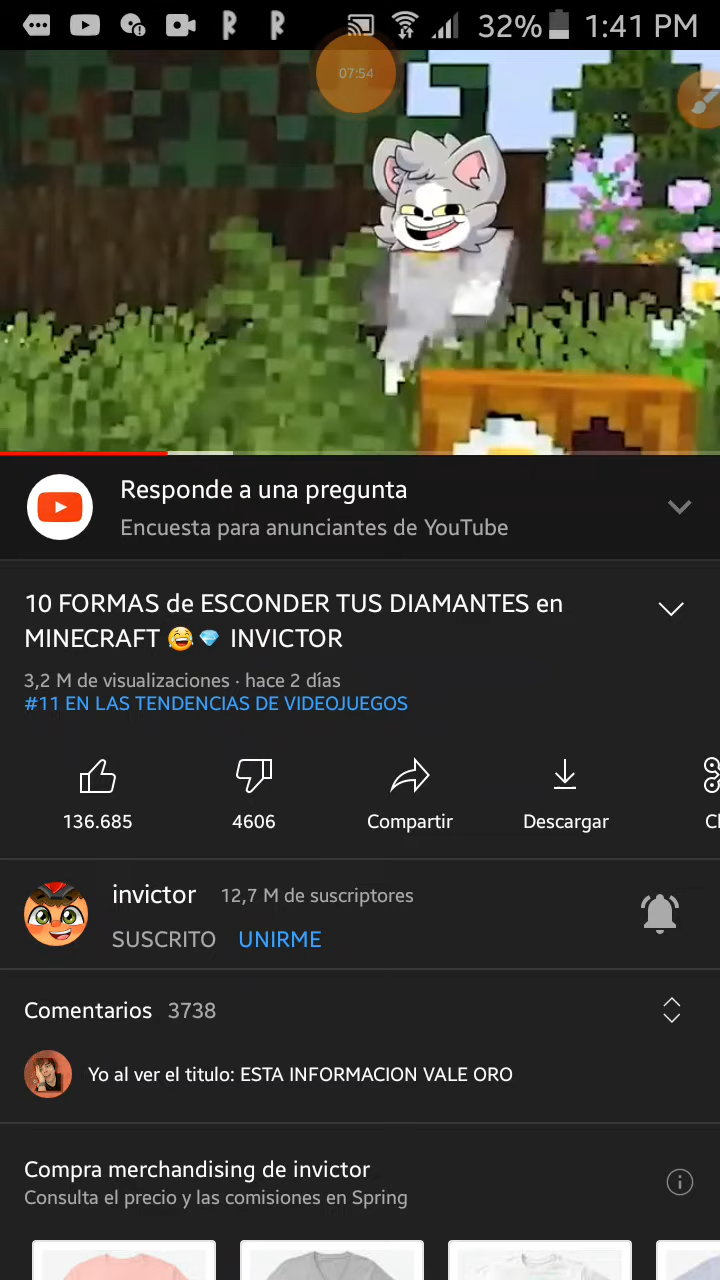 32% 1:41 PM
07:54
Responde a una pregunta
Encuesta para anunciantes de YouTube
10 FORMAS de ESCONDER TUS DIAMANTES en
MINECRAFT 😂💎 INVICTOR
3,2 M de visualizaciones · hace 2 días
#11 EN LAS TENDENCIAS DE VIDEOJUEGOS
136.685 4606 Compartir Descargar Cl
invictor 12,7 M de suscriptores
SUSCRITO UNIRME
Comentarios 3738
Yo al ver el titulo: ESTA INFORMACION VALE ORO
Compra merchandising de invictor
Consulta el precio y las comisiones en Spring